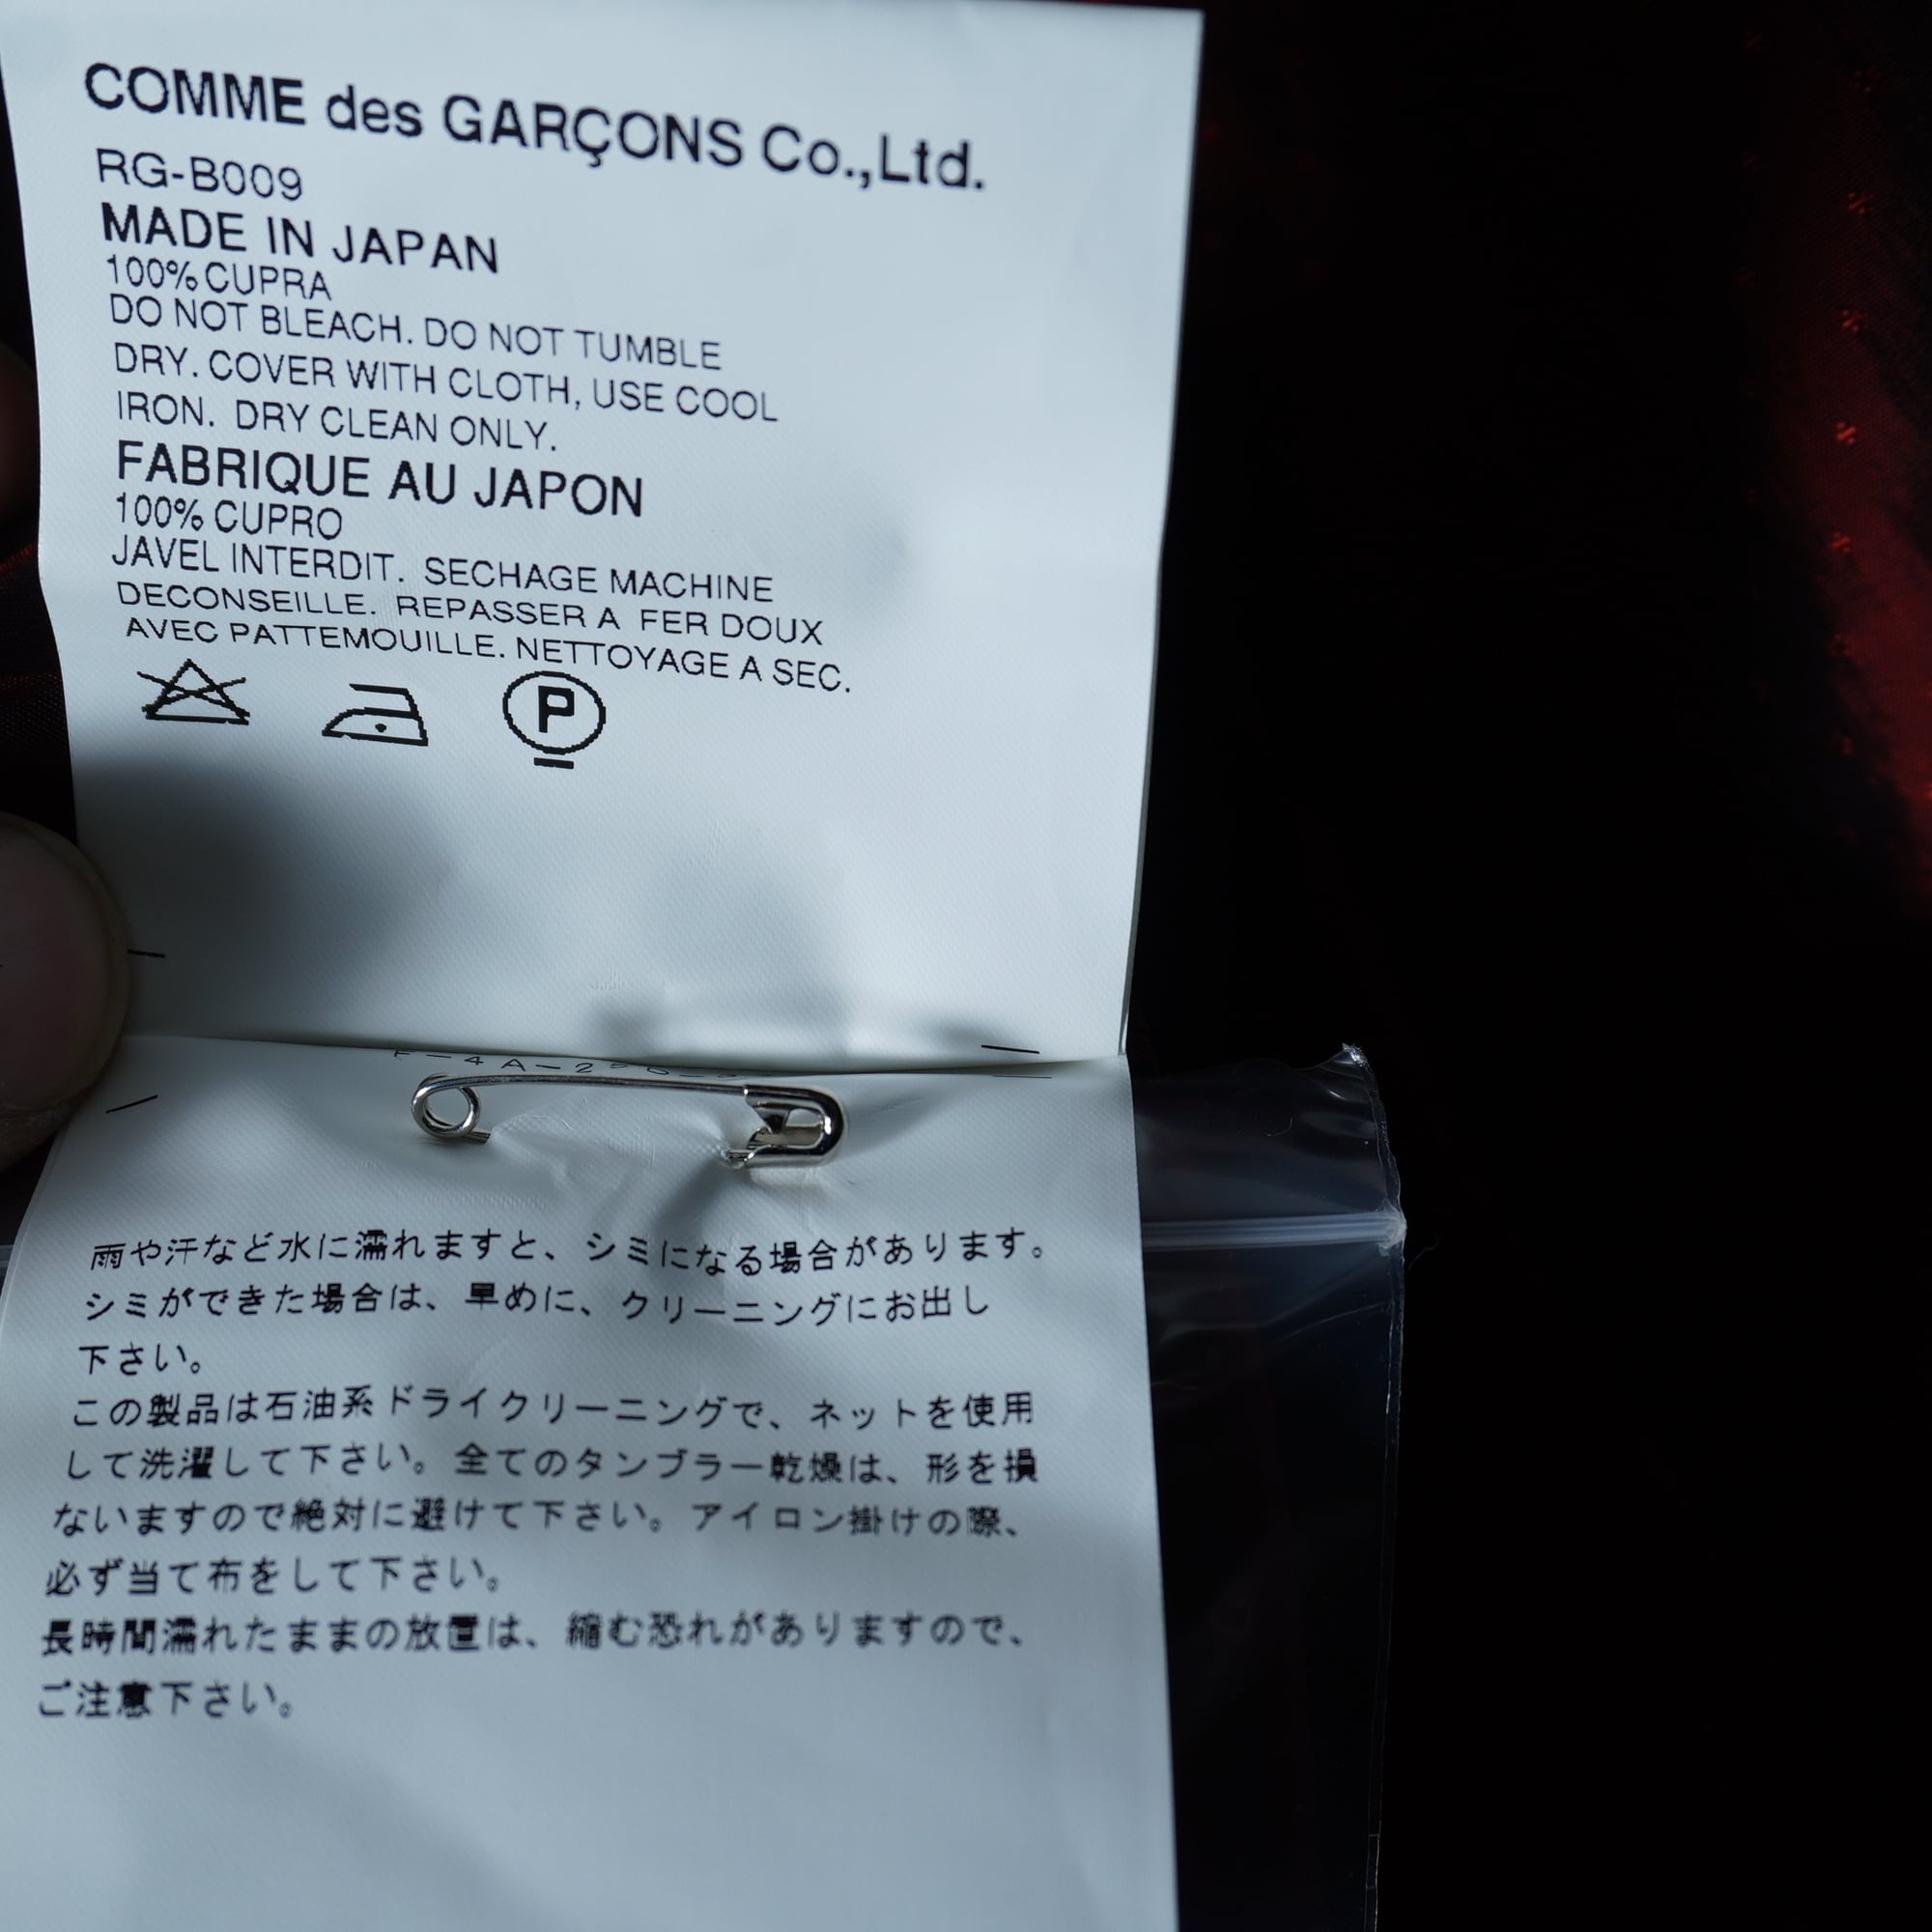 COMME des GARÇONS Co.,Ltd.
RG-B009
MADE IN JAPAN
100% CUPRA
DO NOT BLEACH. DO NOT TUMBLE
DRY. COVER WITH CLOTH, USE COOL
IRON. DRY CLEAN ONLY.
FABRIQUE AU JAPON
100% CUPRO
JAVEL INTERDIT. SECHAGE MACHINE
DECONSEILLE. REPASSER A FER DOUX
AVEC PATTEMOUILLE. NETTOYAGE A SEC.
P
雨や汗など水に濡れますと、シミになる場合があります。
シミができた場合は、早めに、クリーニングにお出し
下さい。
この製品は石油系ドライクリーニングで、ネットを使用
して洗濯して下さい。全てのタンブラー乾燥は、形を損
ないますので絶対に避けて下さい。アイロン掛けの際、
必ず当て布をして下さい。
長時間濡れたままの放置は、縮む恐れがありますので、
ご注意下さい。